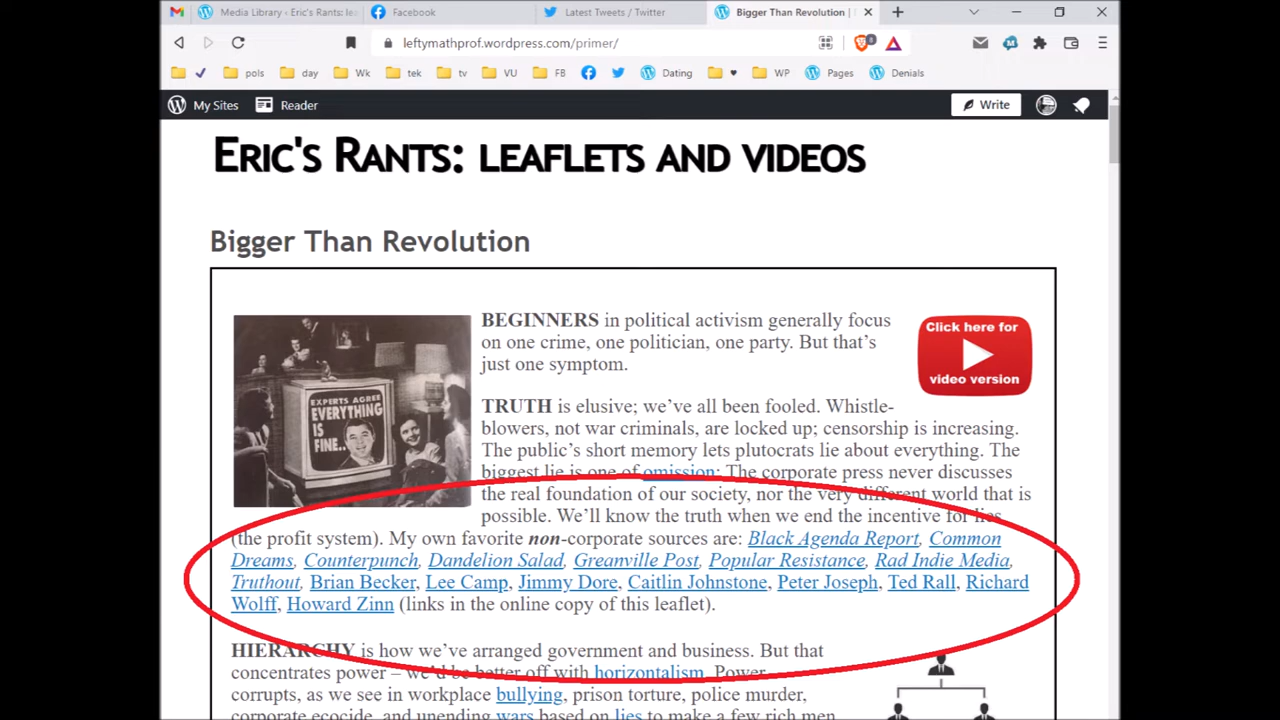 Media Library ‹ Eric's Rants: lea
Facebook
Latest Tweets / Twitter
Bigger Than Revolution |
leftymathprof.wordpress.com/primer/
8
pols
day
Wk
tek
tv
VU
FB
Dating
WP
Pages
Denials
My Sites
Reader
Write
Eric's Rants: leaflets and videos
Bigger Than Revolution
EXPERTS AGREE
EVERYTHING
IS
FINE..
BEGINNERS in political activism generally focus
on one crime, one politician, one party. But that's
just one symptom.
Click here for
video version
TRUTH is elusive; we've all been fooled. Whistle-
blowers, not war criminals, are locked up; censorship is increasing.
The public's short memory lets plutocrats lie about everything. The
biggest lie is one of omission: The corporate press never discusses
the real foundation of our society, nor the very different world that is
possible. We'll know the truth when we end the incentive for lies
(the profit system). My own favorite non-corporate sources are: Black Agenda Report, Common
Dreams, Counterpunch, Dandelion Salad, Greanville Post, Popular Resistance, Rad Indie Media,
Truthout, Brian Becker, Lee Camp, Jimmy Dore, Caitlin Johnstone, Peter Joseph, Ted Rall, Richard
Wolff, Howard Zinn (links in the online copy of this leaflet).
HIERARCHY is how we've arranged government and business. But that
concentrates power – we'd be better off with horizontalism. Power
corrupts, as we see in workplace bullying, prison torture, police murder,
corporate ecocide, and unending wars based on lies to make a few rich men